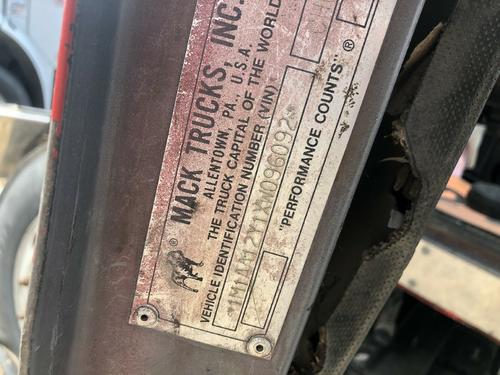 MACK TRUCKS, INC.
ALLENTOWN, PA. U.S.A.
THE TRUCK CAPITAL OF THE WORLD
VEHICLE IDENTIFICATION NUMBER (VIN)
"PERFORMANCE COUNTS" ®